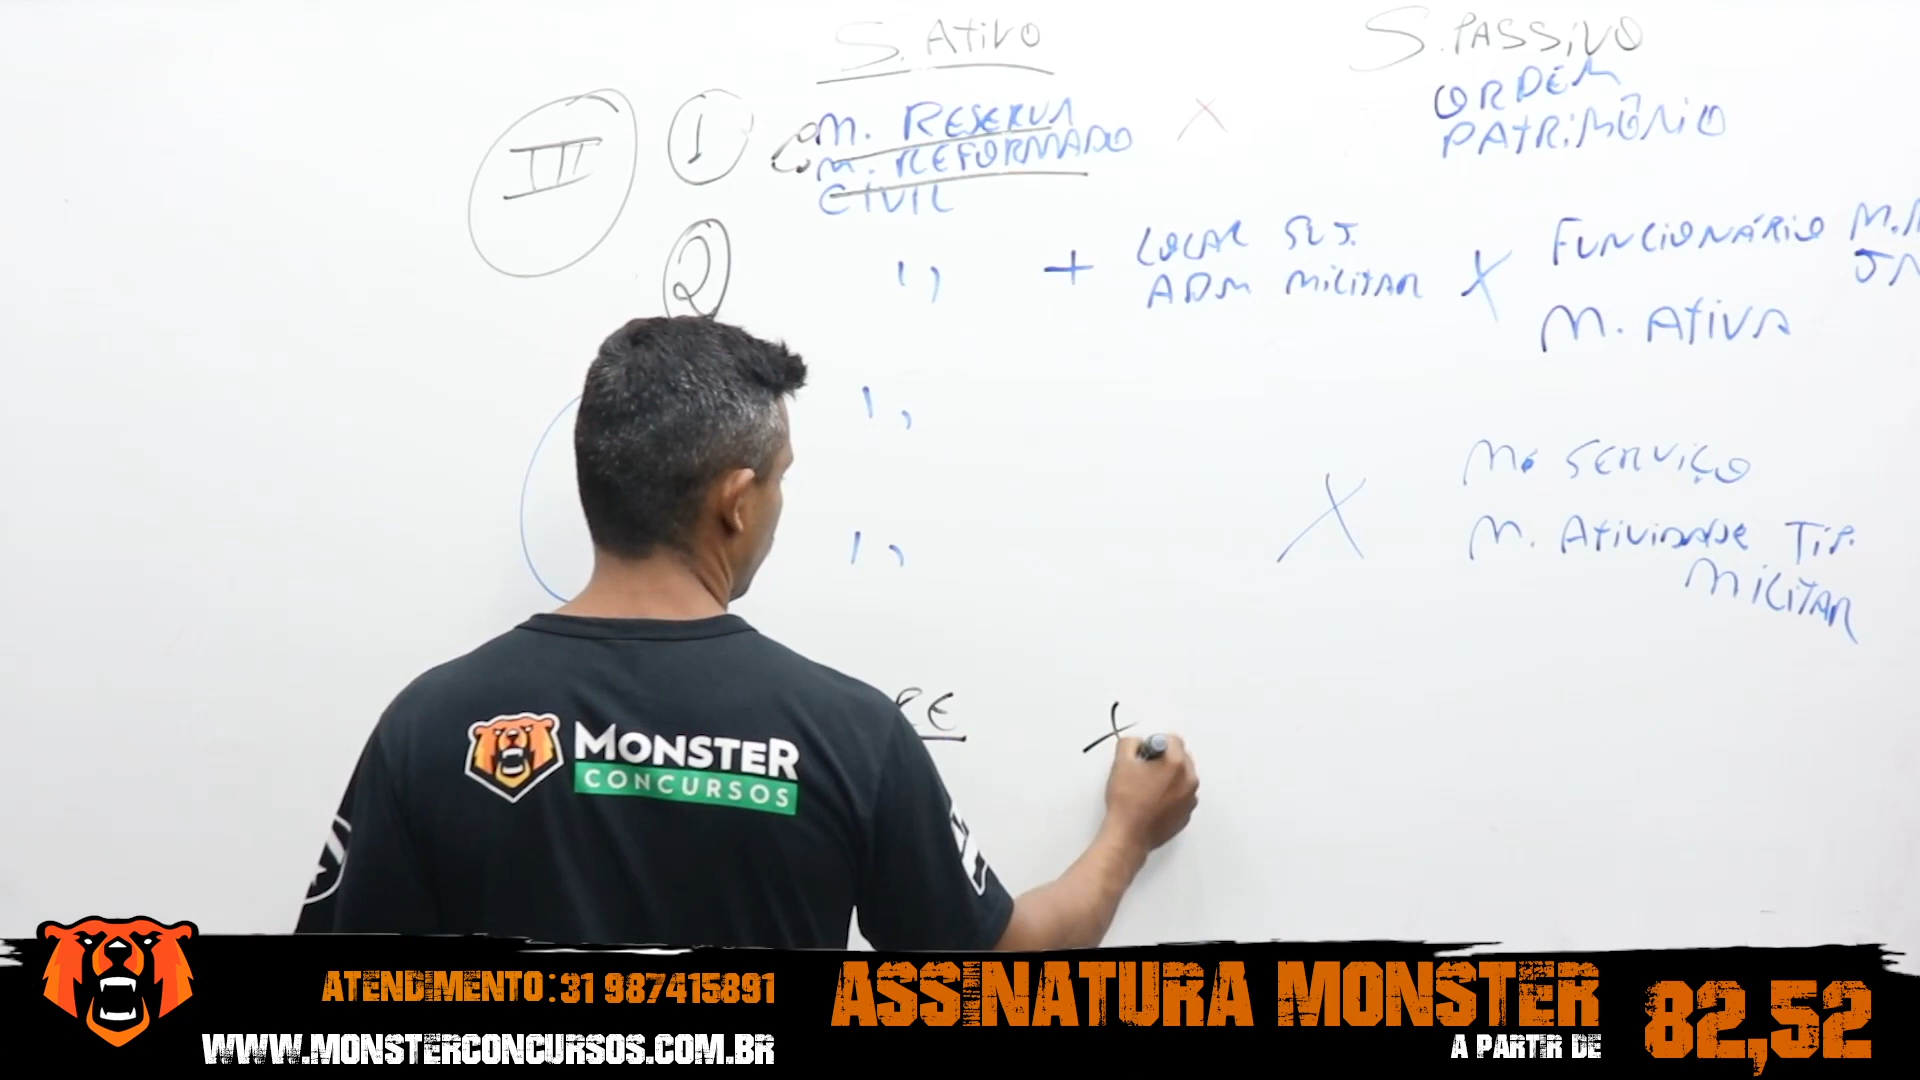 S. Ativo
S. PASSIVO
III
1
M. RESERVA
M. REFORMADO
CIVIL
X
ORDEM
PATRIMÔNIO
2
,, + LOCAL SUJ.
ADM MILITAR
X FUNCIONÁRIO M.
M. Ativa
,,
,,
X
M. SERVIÇO
M. Atividade Tip.
MILITAR
X
MONSTER
CONCURSOS
ATENDIMENTO: 31 987415891
WWW.MONSTERCONCURSOS.COM.BR
ASSINATURA MONSTER
A PARTIR DE
82,52